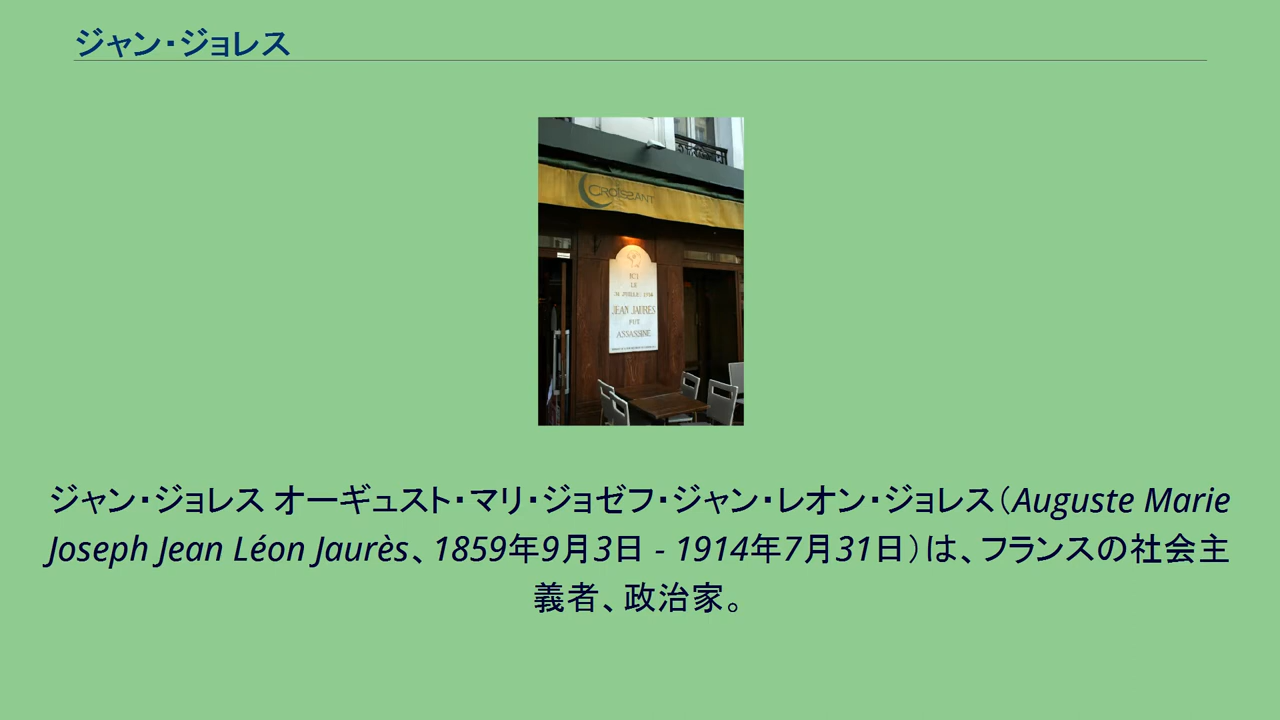 ジャン・ジョレス
CROISSANT
ICI
LE
31 JUILLET 1914
JEAN JAURES
FUT
ASSASSINE
ジャン・ジョレス オーギュスト・マリ・ジョゼフ・ジャン・レオン・ジョレス（Auguste Marie
Joseph Jean Léon Jaurès、1859年9月3日 - 1914年7月31日）は、フランスの社会主
義者、政治家。